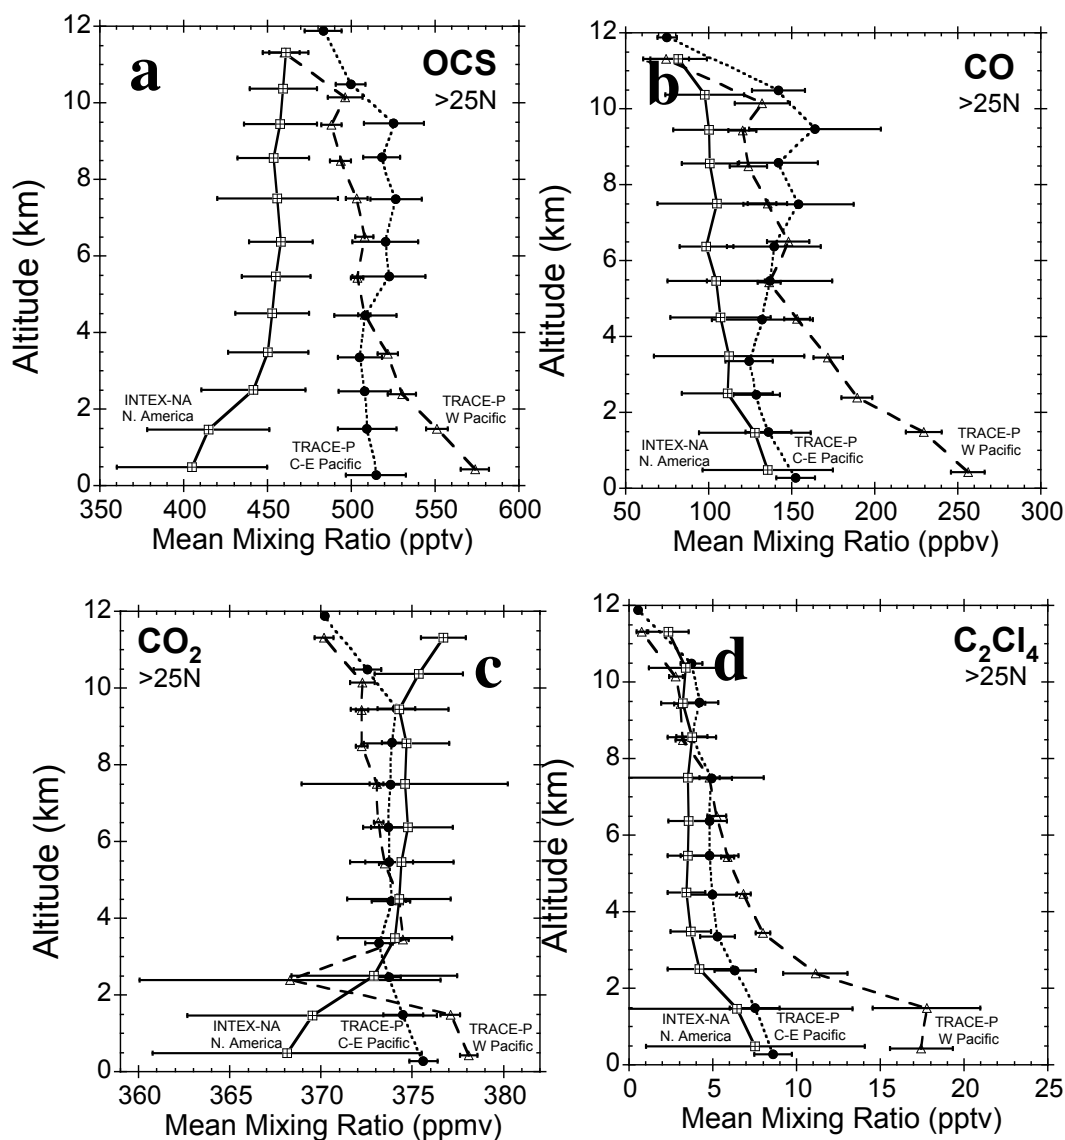 a
OCS
>25N
12
10
8
6
4
2
0
Altitude (km)
INTEX-NA
N. America
TRACE-P
C-E Pacific
TRACE-P
W Pacific
350 400 450 500 550 600
Mean Mixing Ratio (pptv)
b
CO
>25N
12
10
8
6
4
2
0
Altitude (km)
INTEX-NA
N. America
TRACE-P
C-E Pacific
TRACE-P
W Pacific
50 100 150 200 250 300
Mean Mixing Ratio (ppbv)
CO2
>25N
c
12
10
8
6
4
2
0
Altitude (km)
INTEX-NA
N. America
TRACE-P
C-E Pacific
TRACE-P
W Pacific
360 365 370 375 380
Mean Mixing Ratio (ppmv)
d
C2Cl4
>25N
12
10
8
6
4
2
0
Altitude (km)
INTEX-NA
N. America
TRACE-P
C-E Pacific
TRACE-P
W Pacific
0 5 10 15 20 25
Mean Mixing Ratio (pptv)